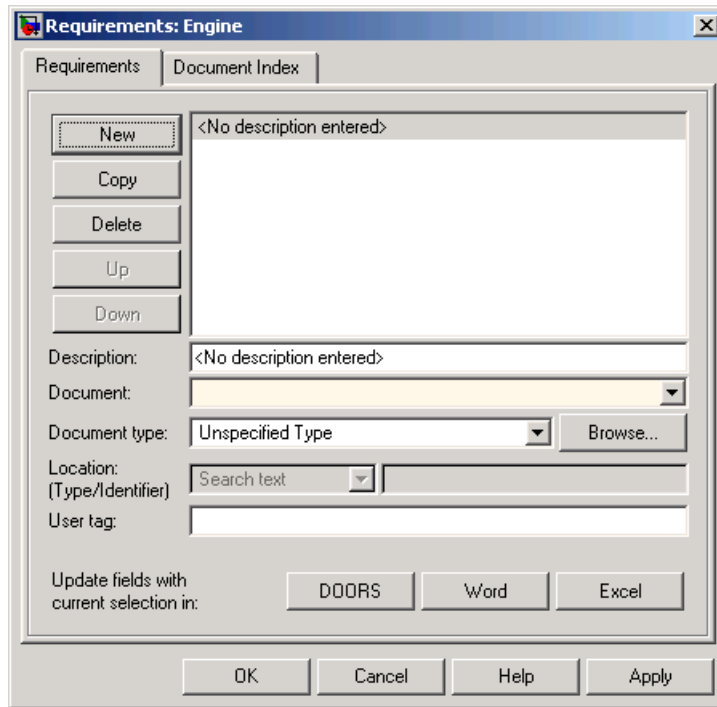 Requirements: Engine
Requirements
Document Index
New
<No description entered>
Copy
Delete
Up
Down
Description:
<No description entered>
Document:
Document type:
Unspecified Type
Browse...
Location:
(Type/Identifier)
Search text
User tag:
Update fields with
current selection in:
DOORS
Word
Excel
OK
Cancel
Help
Apply